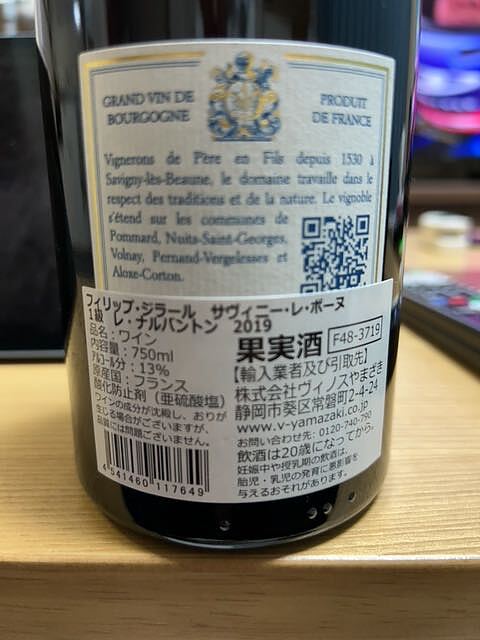 GRAND VIN DE
BOURGOGNE
PRODUIT
DE FRANCE
Vignerons de Père en Fils depuis 1530 à
Savigny-lès-Beaune, le domaine travaille dans le
respect des traditions et de la nature. Le vignoble
s'étend sur les communes de
Pommard, Nuits-Saint-Georges,
Volnay, Pernand-Vergelesses et
Aloxe-Corton.
フィリップ・ジラール サヴィニー・レ・ボーヌ
1級 レ・ナルバントン 2019
品名：ワイン
内容量：750ml
アルコール分：13%
原産国：フランス
酸化防止剤（亜硫酸塩）
ワインの成分が沈殿し、おりが
生じる場合がございますが、
品質には問題ございません。
4 541460 117649
果実酒 F48-3719
【輸入業者及び引取先】
株式会社ヴィノスやまざき
静岡市葵区常磐町2-4-24
www.v-yamazaki.co.jp
お問い合わせ先：0120-740-790
飲酒は20歳になってから。
妊娠中や授乳期の飲酒は、
胎児・乳児の発育に悪影響を
与えるおそれがあります。